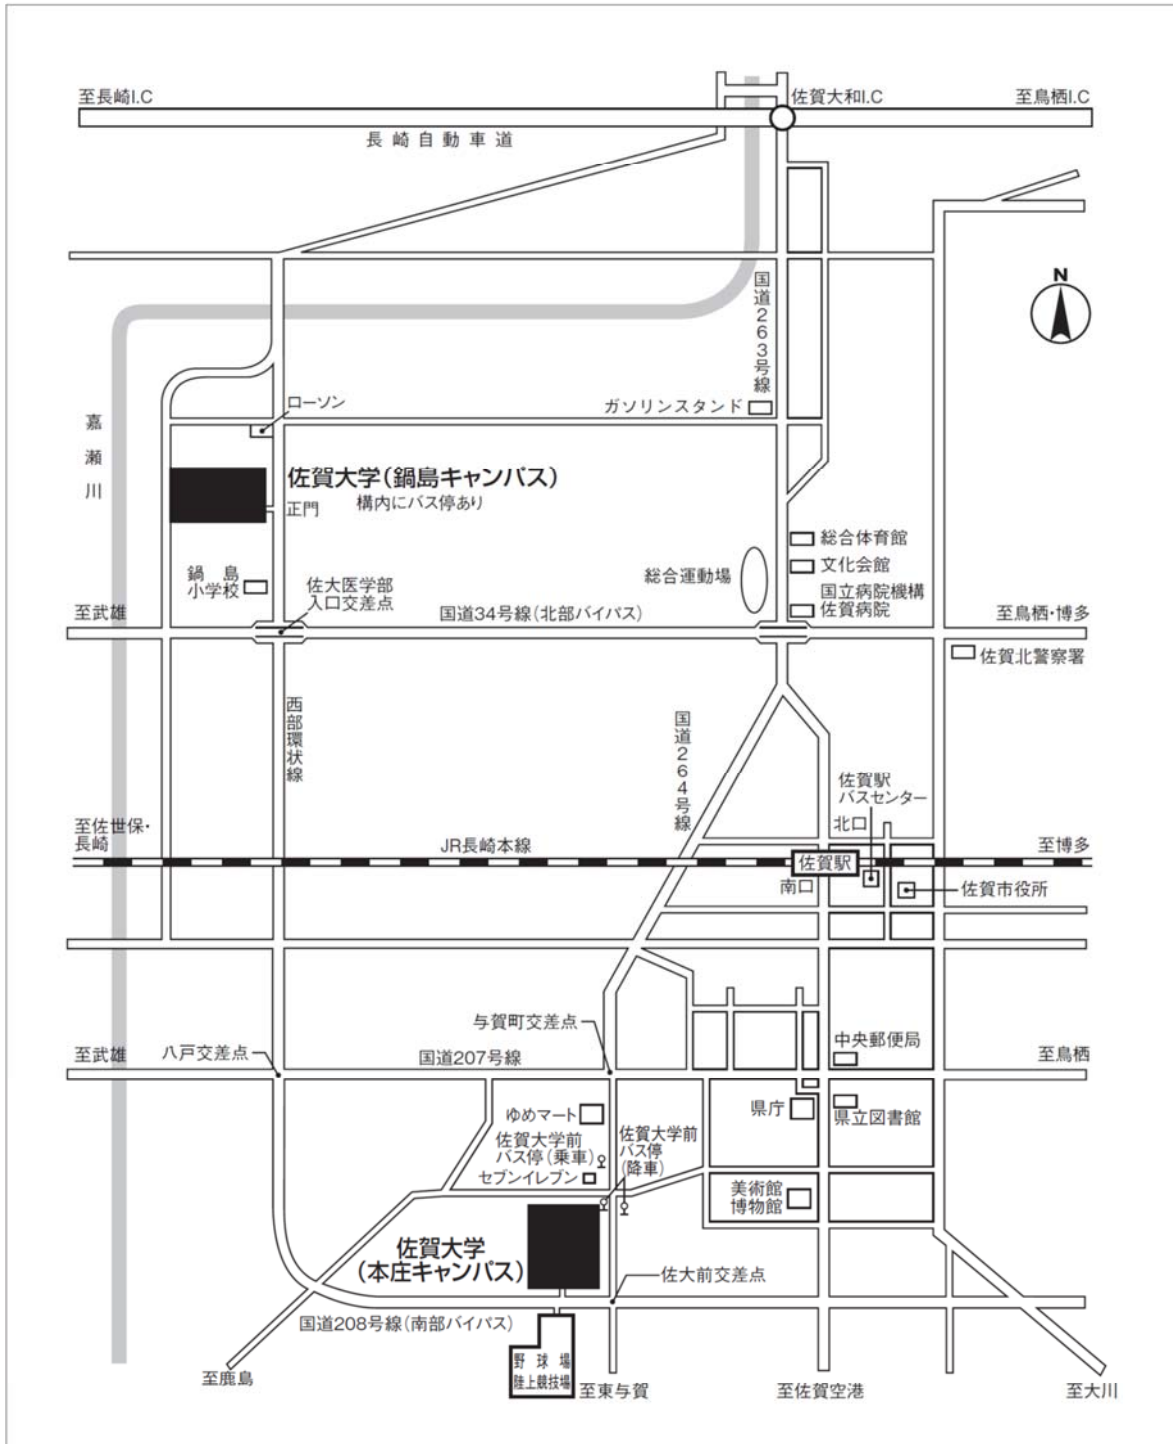 至長崎I.C
佐賀大和I.C
至鳥栖I.C
長崎自動車道
N
国道263号線
嘉瀬川
ローソン
ガソリンスタンド
佐賀大学(鍋島キャンパス)
正門
構内にバス停あり
総合体育館
文化会館
国立病院機構
佐賀病院
総合運動場
鍋島
小学校
佐大医学部
入口交差点
至武雄
国道34号線(北部バイパス)
至鳥栖・博多
佐賀北警察署
西部環状線
国道264号線
佐賀駅
バスセンター
北口
至佐世保・
長崎
JR長崎本線
佐賀駅
至博多
南口
佐賀市役所
与賀町交差点
至武雄
八戸交差点
国道207号線
中央郵便局
至鳥栖
ゆめマート
県庁
県立図書館
佐賀大学前
バス停(乗車)
佐賀大学前
バス停
(降車)
セブンイレブン
美術館
博物館
佐賀大学
(本庄キャンパス)
佐大前交差点
国道208号線(南部バイパス)
野球場
陸上競技場
至鹿島
至東与賀
至佐賀空港
至大川